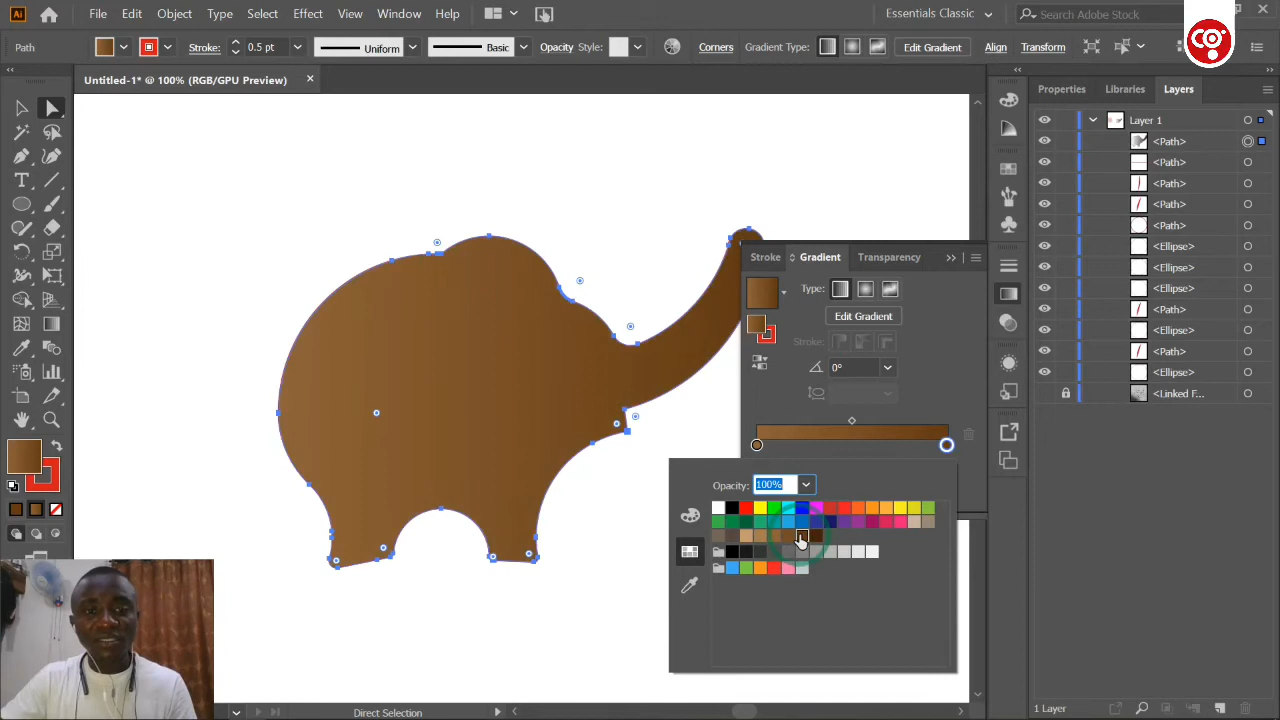 Ai File Edit Object Type Select Effect View Window Help Essentials Classic Search Adobe Stock
Path Stroke: 0.5 pt Uniform Basic Opacity Style: Corners Gradient Type: Edit Gradient Align Transform
Untitled-1* @ 100% (RGB/GPU Preview)
Properties Libraries Layers
Layer 1
<Path>
<Path>
<Path>
<Path>
<Path>
<Ellipse>
<Ellipse>
<Ellipse>
<Path>
<Ellipse>
<Path>
<Ellipse>
<Linked F...
Stroke Gradient Transparency
Type:
Edit Gradient
Stroke:
0°
Opacity: 100%
Direct Selection
1 Layer